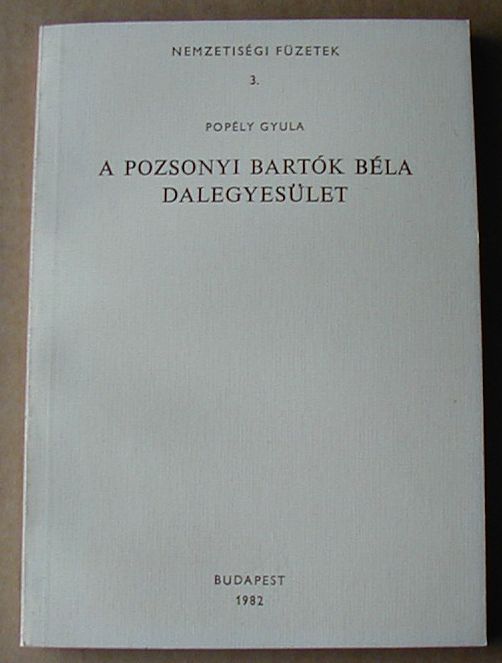 NEMZETISÉGI FÜZETEK
3.
POPÉLY GYULA
A POZSONYI BARTÓK BÉLA
DALEGYESÜLET
BUDAPEST
1982